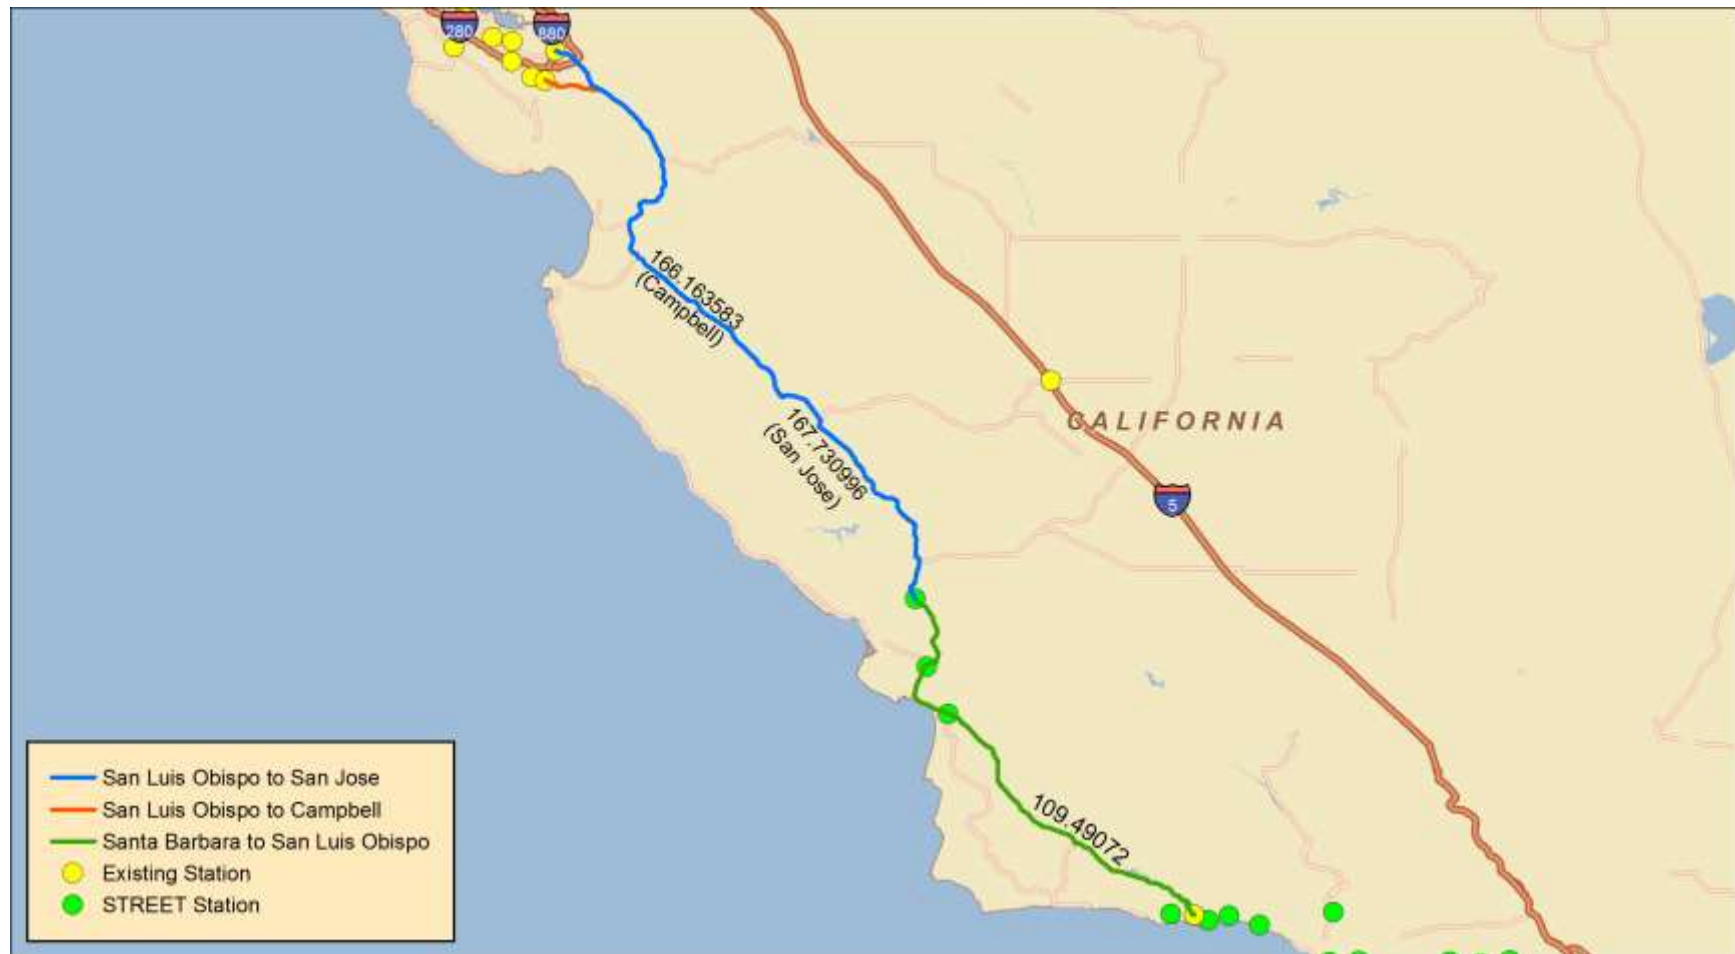 280
880
166.163583
(Campbell)
167.730996
(San Jose)
CALIFORNIA
5
109.49072
San Luis Obispo to San Jose
San Luis Obispo to Campbell
Santa Barbara to San Luis Obispo
Existing Station
STREET Station